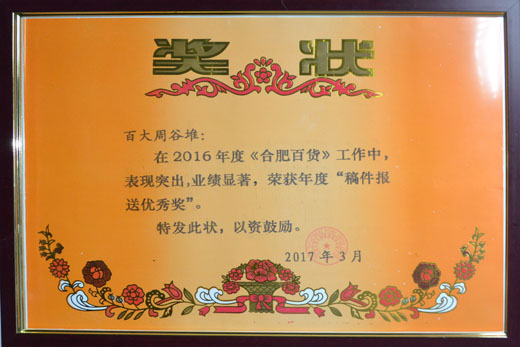 奖状
百大周谷堆：
在2016年度《合肥百货》工作中，
表现突出,业绩显著，荣获年度“稿件报
送优秀奖”。
特发此状，以资鼓励。
2017年3月